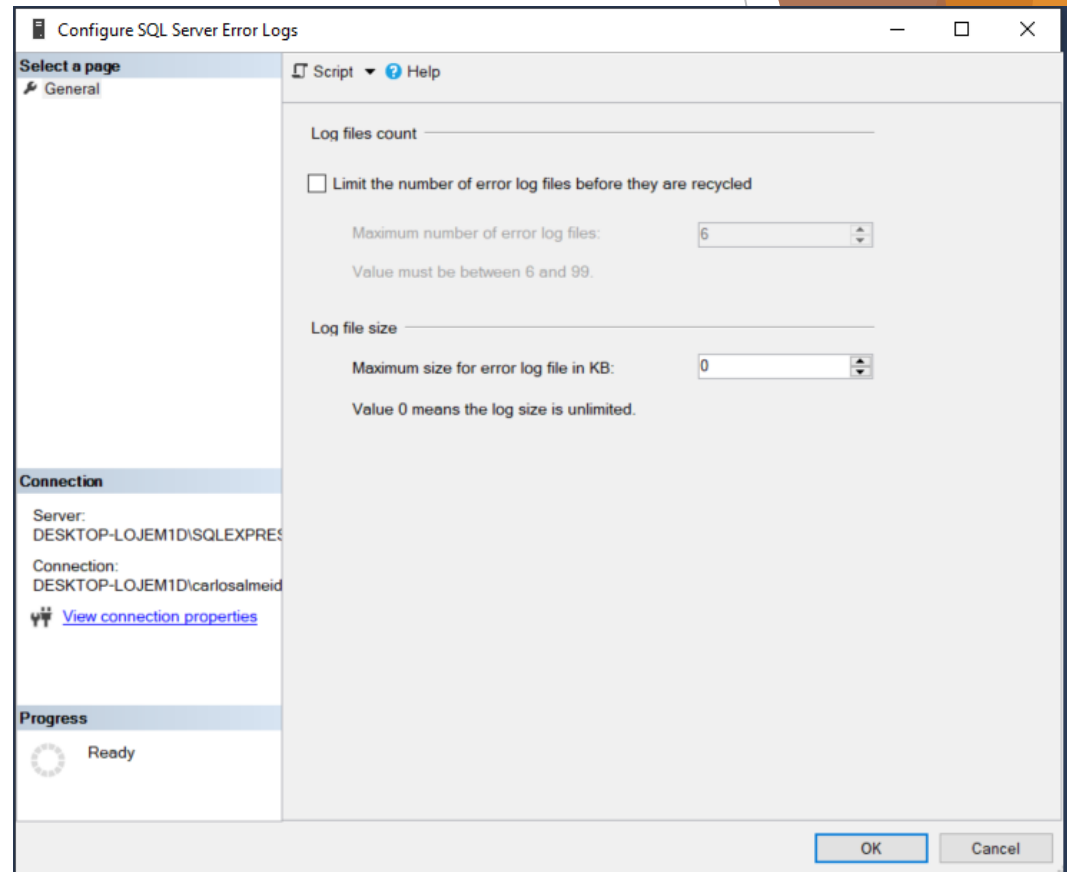 Configure SQL Server Error Logs
Select a page
General
Script
Help
Log files count
Limit the number of error log files before they are recycled
Maximum number of error log files:
6
Value must be between 6 and 99.
Log file size
Maximum size for error log file in KB:
0
Value 0 means the log size is unlimited.
Connection
Server:
DESKTOP-LOJEM1D\SQLEXPRES
Connection:
DESKTOP-LOJEM1D\carlosalmeid
View connection properties
Progress
Ready
OK
Cancel